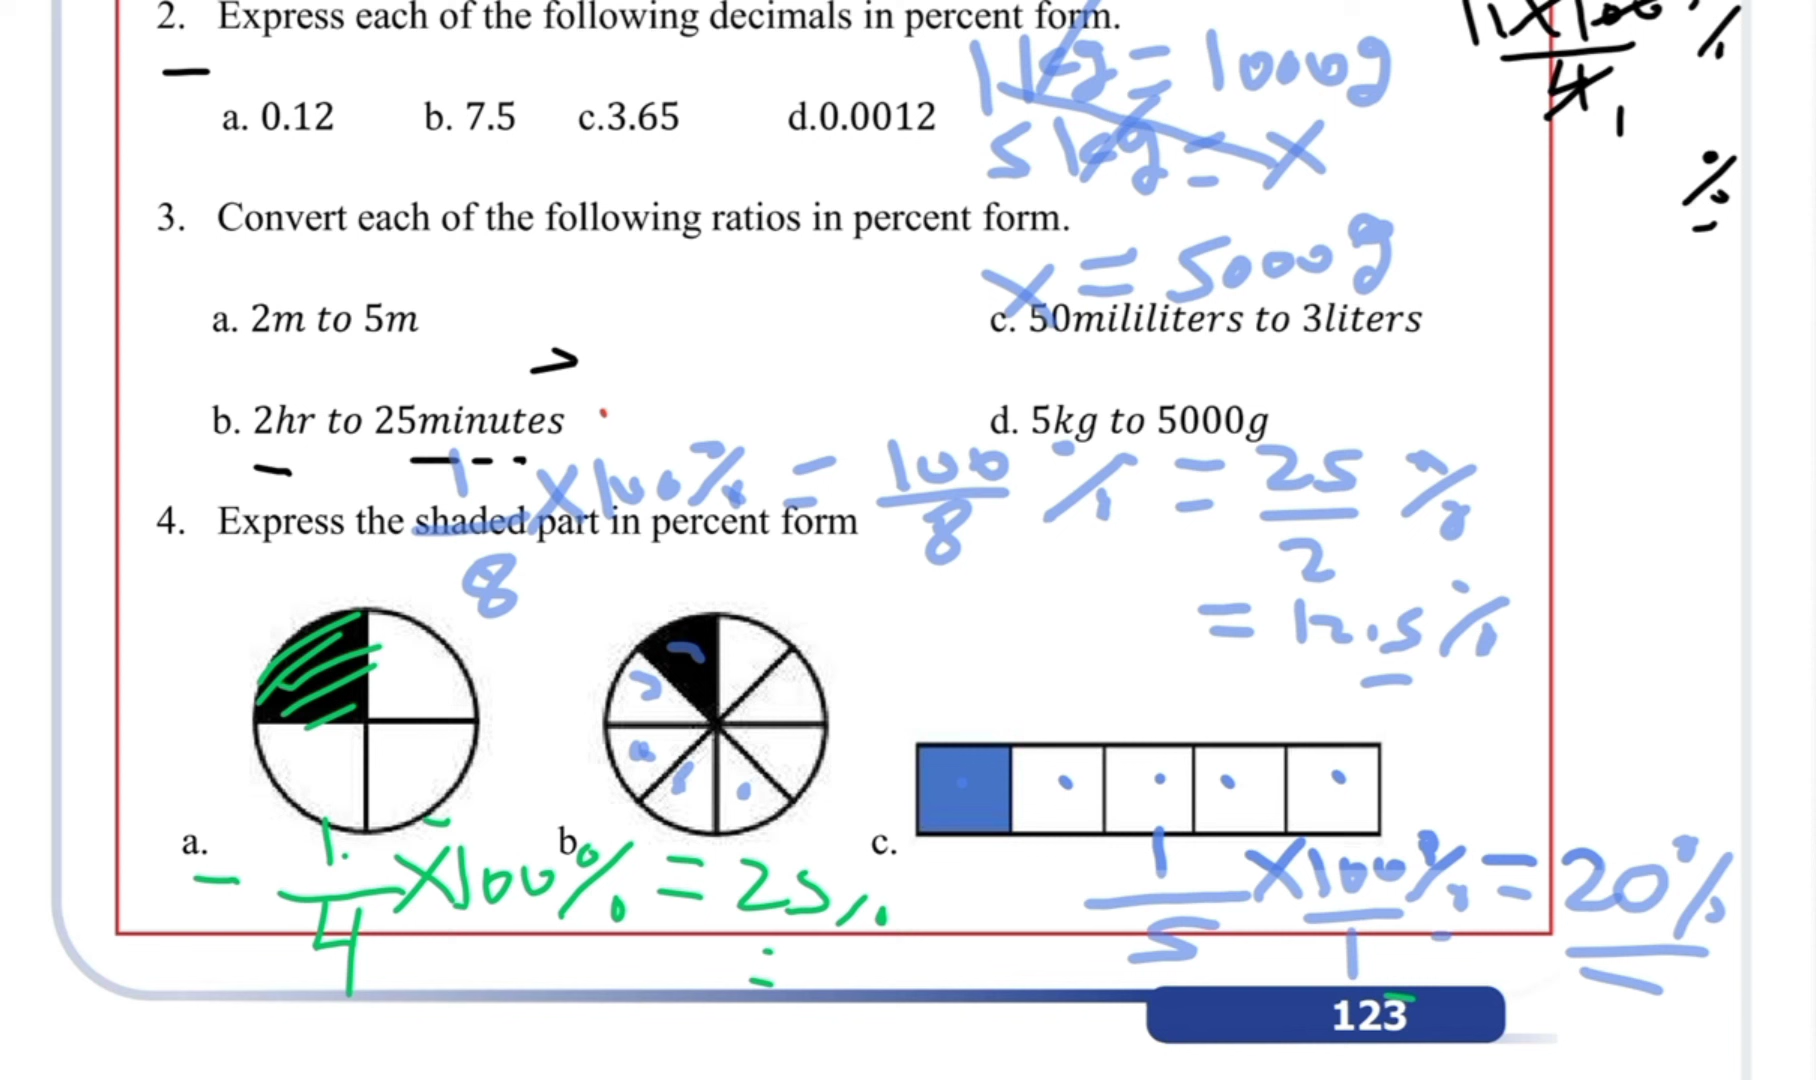 2. Express each of the following decimals in percent form.
a. 0.12 b. 7.5 c.3.65 d.0.0012
1kg = 1000g
5kg = x
x = 5000g
11x100 %
4 1
%
3. Convert each of the following ratios in percent form.
a. 2m to 5m c. 50mililiters to 3liters
b. 2hr to 25minutes d. 5kg to 5000g
1/8 x 100% = 100/8 % = 25/2 %
= 12.5%
4. Express the shaded part in percent form
a. b. c.
1/4 x 100% = 25%
1/5 x 100%/1 = 20%
123